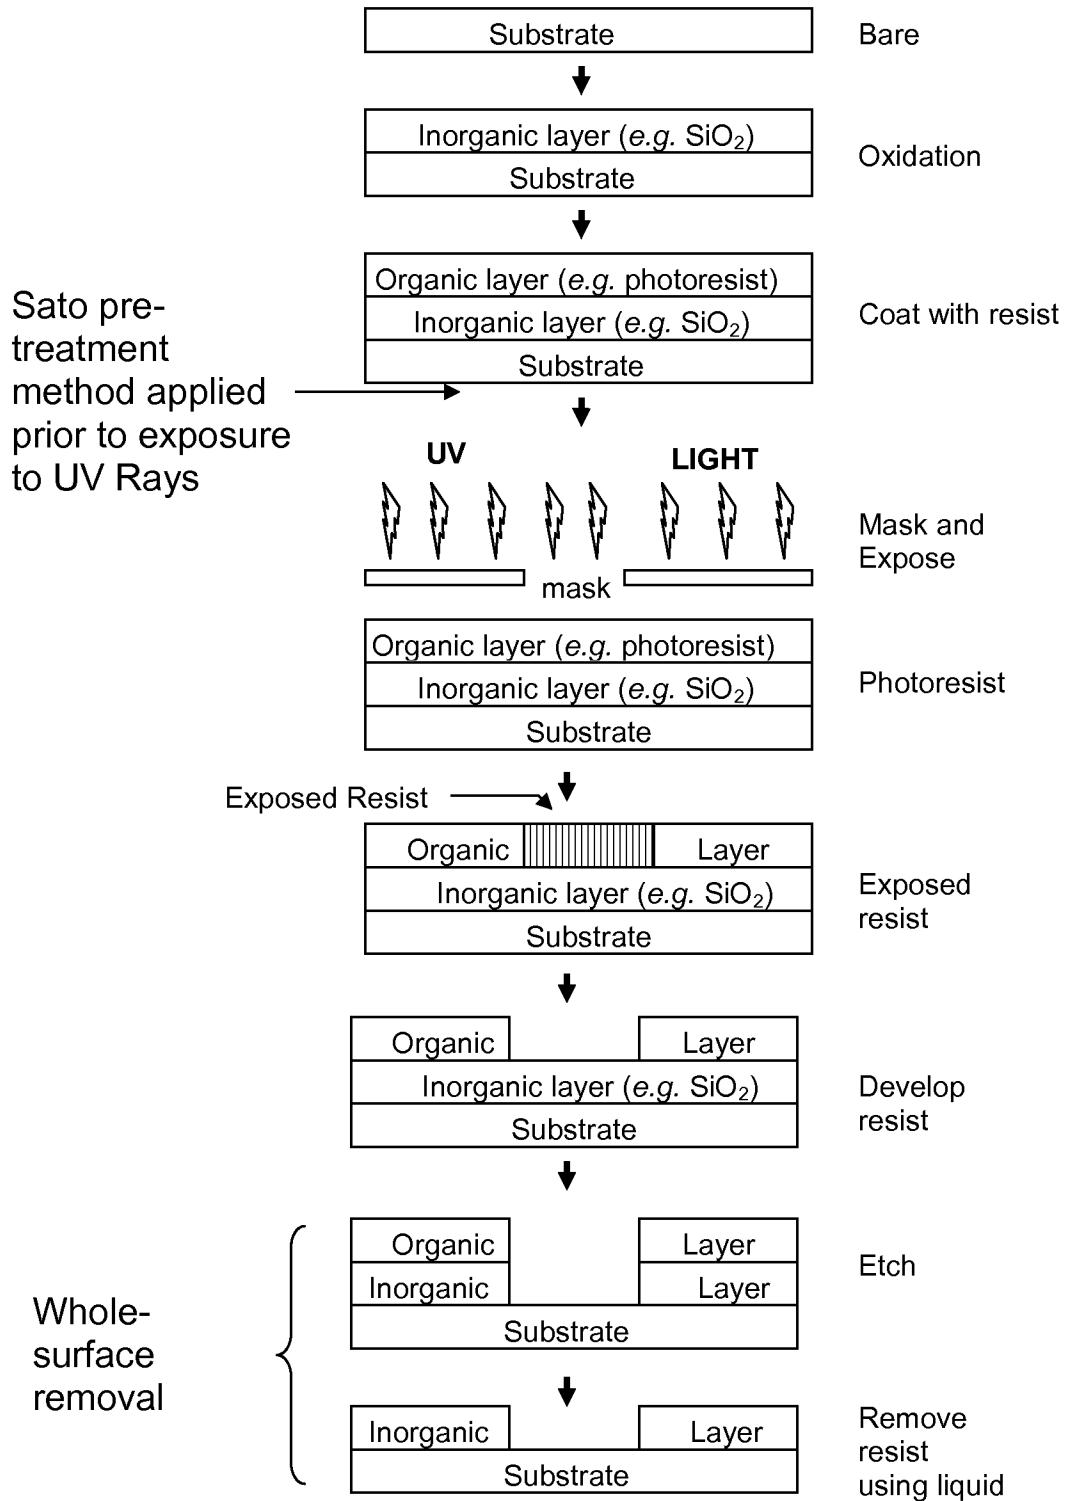 Substrate
Bare
Inorganic layer (e.g. SiO₂)
Substrate
Oxidation
Organic layer (e.g. photoresist)
Inorganic layer (e.g. SiO₂)
Substrate
Coat with resist
Sato pre-
treatment
method applied
prior to exposure
to UV Rays
UV
LIGHT
mask
Mask and
Expose
Organic layer (e.g. photoresist)
Inorganic layer (e.g. SiO₂)
Substrate
Photoresist
Exposed Resist
Organic Layer
Inorganic layer (e.g. SiO₂)
Substrate
Exposed
resist
Organic Layer
Inorganic layer (e.g. SiO₂)
Substrate
Develop
resist
Organic Layer
Inorganic Layer
Substrate
Etch
Whole-
surface
removal
Inorganic Layer
Substrate
Remove
resist
using liquid